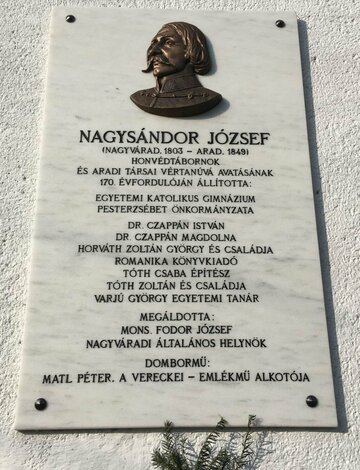 NAGYSÁNDOR JÓZSEF
(NAGYVÁRAD, 1803 – ARAD, 1849)
HONVÉDTÁBORNOK
ÉS ARADI TÁRSAI VÉRTANÚVÁ AVATÁSÁNAK
170. ÉVFORDULÓJÁN ÁLLÍTOTTA:
EGYETEMI KATOLIKUS GIMNÁZIUM
PESTERZSÉBET ÖNKORMÁNYZATA
DR. CZAPPÁN ISTVÁN
DR. CZAPPÁN MAGDOLNA
HORVÁTH ZOLTÁN GYÖRGY ÉS CSALÁDJA
ROMANIKA KÖNYVKIADÓ
TÓTH CSABA ÉPÍTÉSZ
TÓTH ZOLTÁN ÉS CSALÁDJA
VARJÚ GYÖRGY EGYETEMI TANÁR
MEGÁLDOTTA:
MONS. FODOR JÓZSEF
NAGYVÁRADI ÁLTALÁNOS HELYNÖK
DOMBORMŰ:
MATL PÉTER, A VERECKEI – EMLÉKMŰ ALKOTÓJA